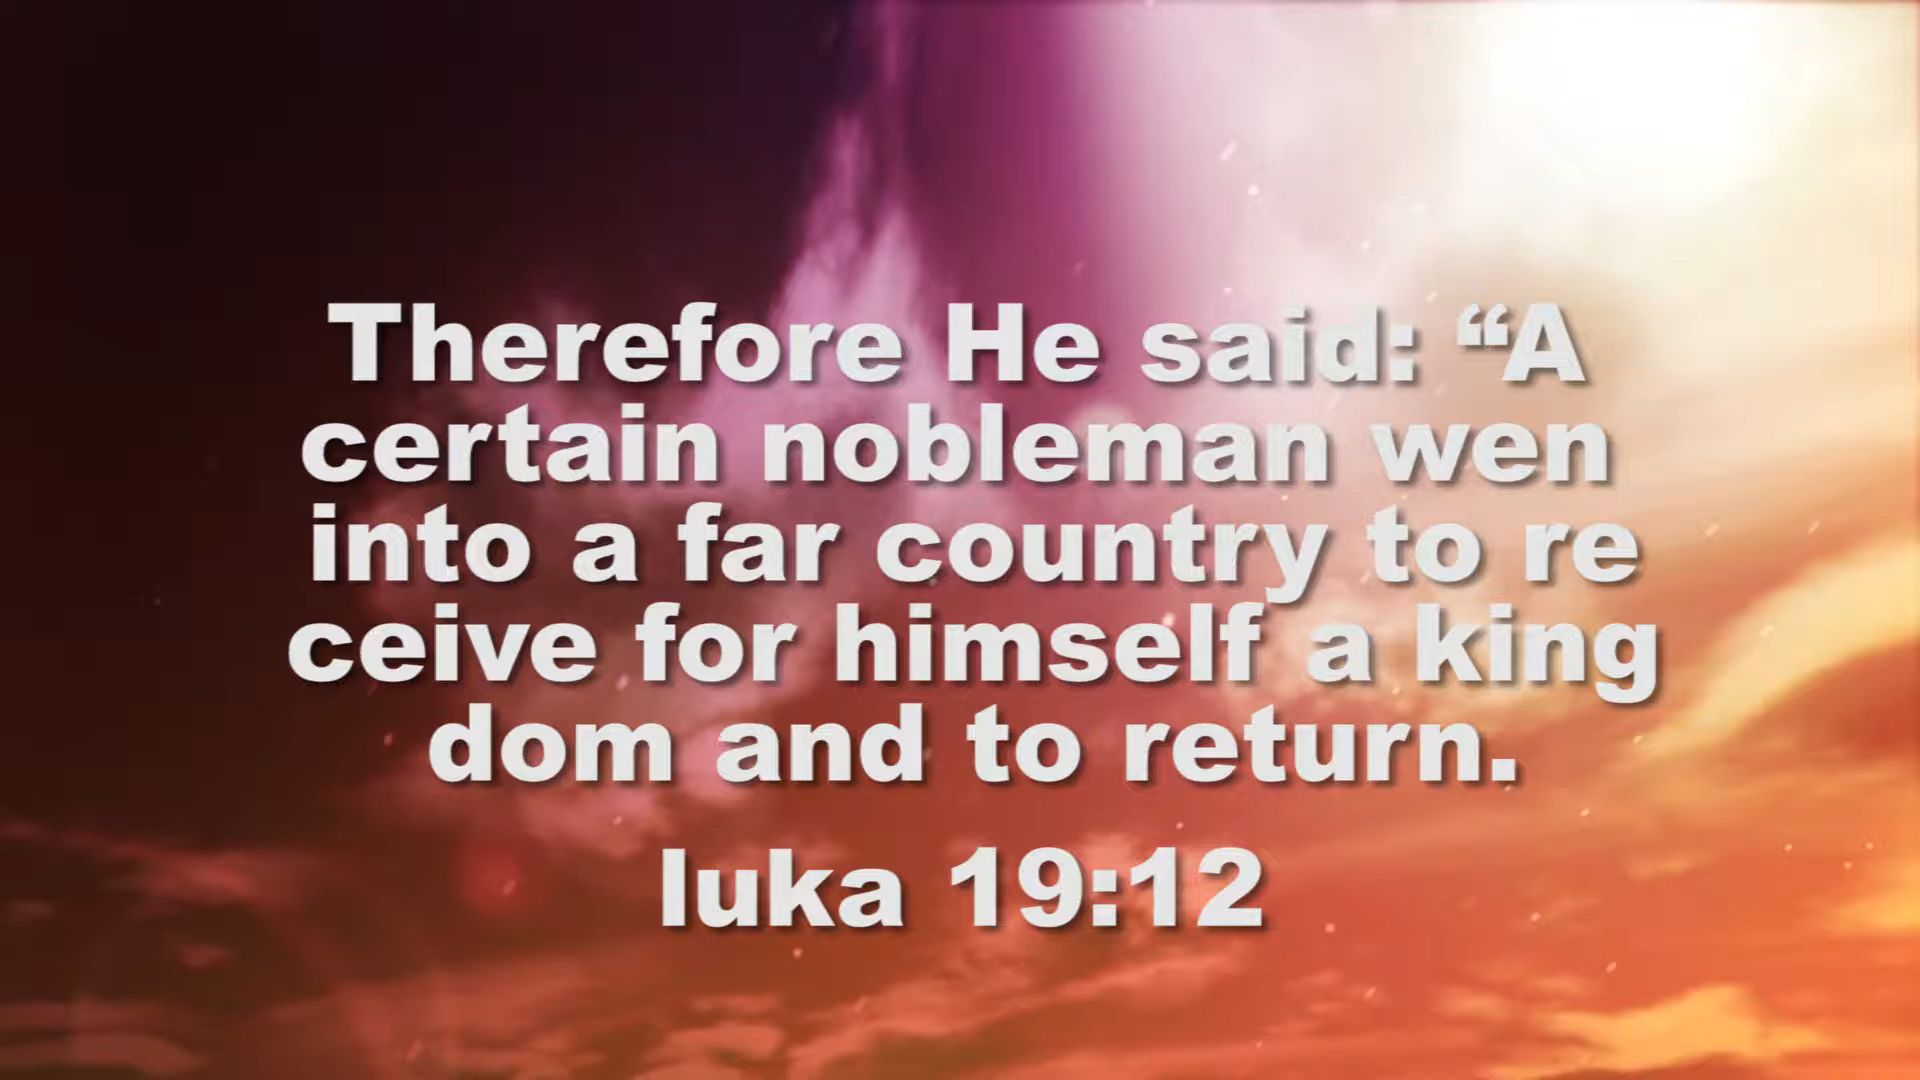 Therefore He said: “A
certain nobleman wen
into a far country to re
ceive for himself a king
dom and to return.
luka 19:12